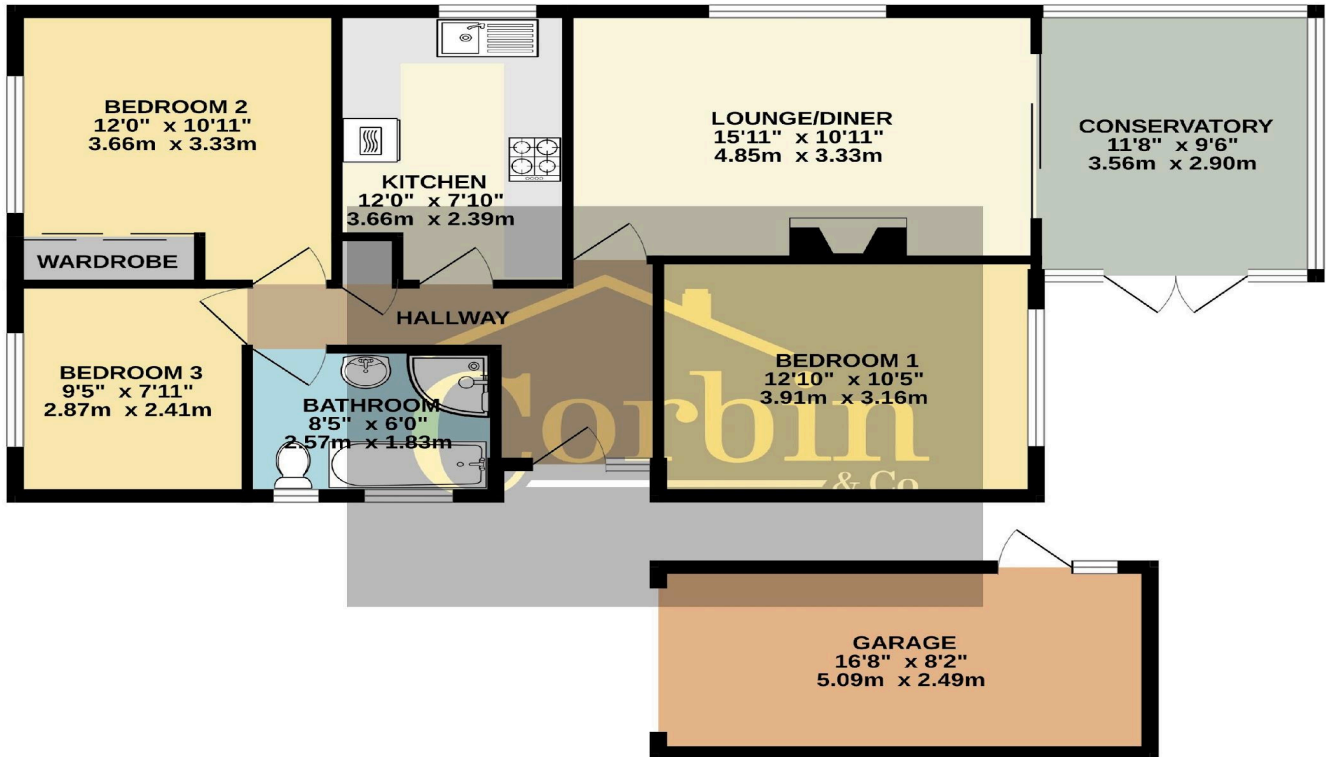 BEDROOM 2
12'0" x 10'11"
3.66m x 3.33m
WARDROBE
KITCHEN
12'0" x 7'10"
3.66m x 2.39m
LOUNGE/DINER
15'11" x 10'11"
4.85m x 3.33m
CONSERVATORY
11'8" x 9'6"
3.56m x 2.90m
HALLWAY
BEDROOM 3
9'5" x 7'11"
2.87m x 2.41m
BATHROOM
8'5" x 6'0"
2.57m x 1.83m
BEDROOM 1
12'10" x 10'5"
3.91m x 3.16m
Corbin
& Co
GARAGE
16'8" x 8'2"
5.09m x 2.49m